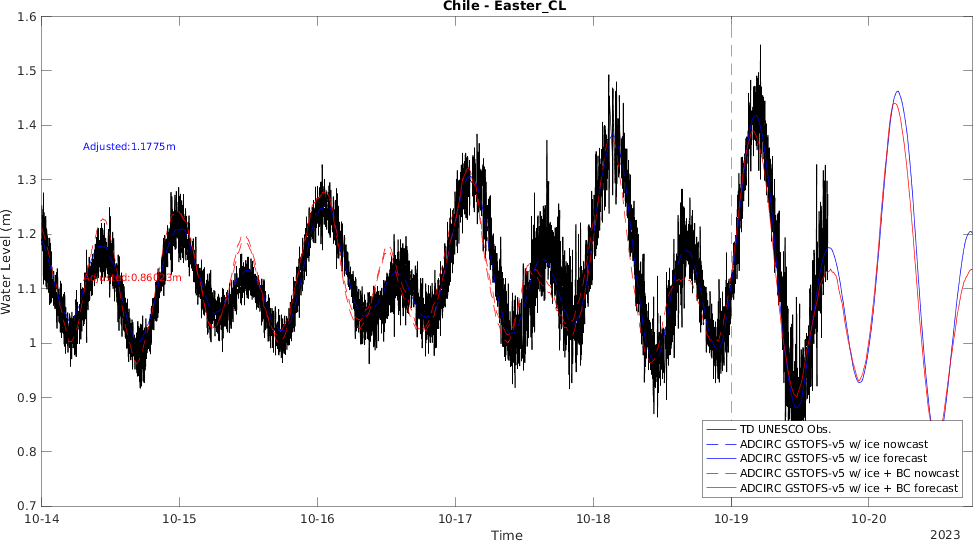 Chile - Easter_CL
1.6
1.5
1.4
1.3
1.2
1.1
1
0.9
0.8
0.7
Water Level (m)
Adjusted:1.1775m
TD UNESCO Obs.
ADCIRC GSTOFS-v5 w/ ice nowcast
ADCIRC GSTOFS-v5 w/ ice forecast
ADCIRC GSTOFS-v5 w/ ice + BC nowcast
ADCIRC GSTOFS-v5 w/ ice + BC forecast
10-14 10-15 10-16 10-17 10-18 10-19 10-20
2023
Time